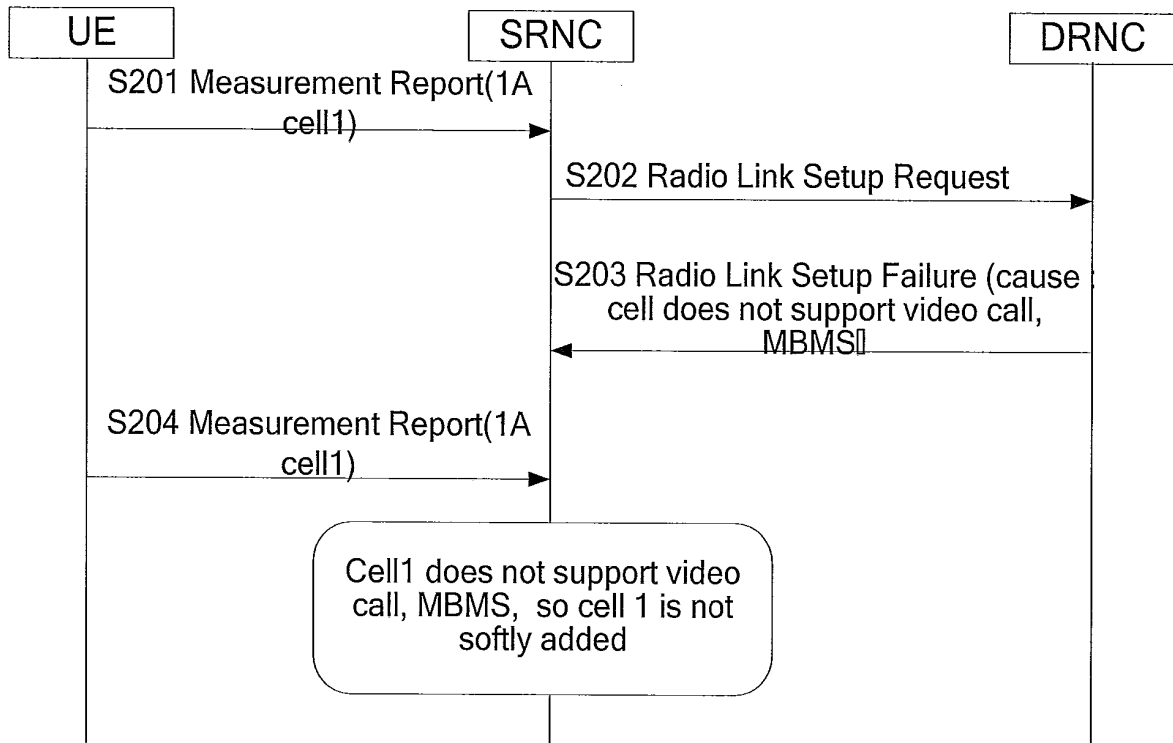 UE
SRNC
DRNC
S201 Measurement Report(1A
cell1)
S202 Radio Link Setup Request
S203 Radio Link Setup Failure (cause :
cell does not support video call,
MBMS▯
S204 Measurement Report(1A
cell1)
Cell1 does not support video
call, MBMS, so cell 1 is not
softly added